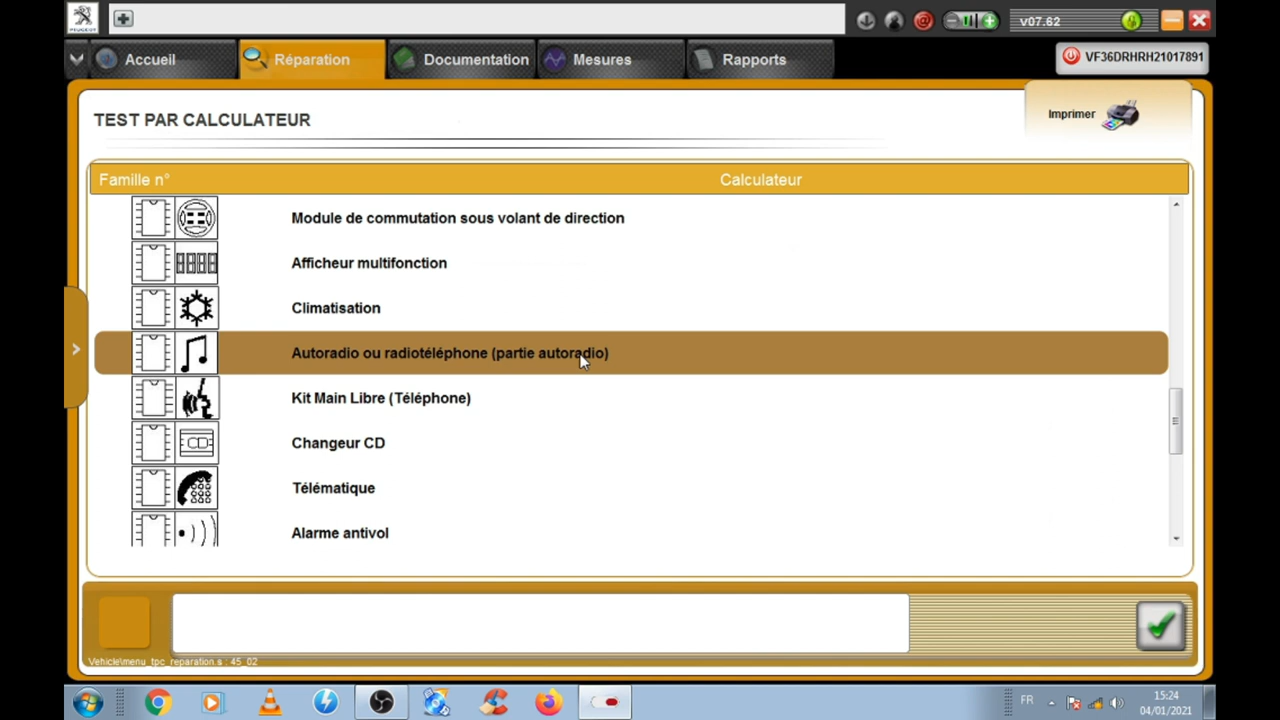 PEUGEOT
v07.62
Accueil
Réparation
Documentation
Mesures
Rapports
VF36DRHRH21017891
TEST PAR CALCULATEUR
Imprimer
Famille n°
Calculateur
Module de commutation sous volant de direction
Afficheur multifonction
Climatisation
Autoradio ou radiotéléphone (partie autoradio)
Kit Main Libre (Téléphone)
CD
Changeur CD
Télématique
Alarme antivol
Vehicle\menu_tpc_reparation.s : 45_02
FR
15:24
04/01/2021